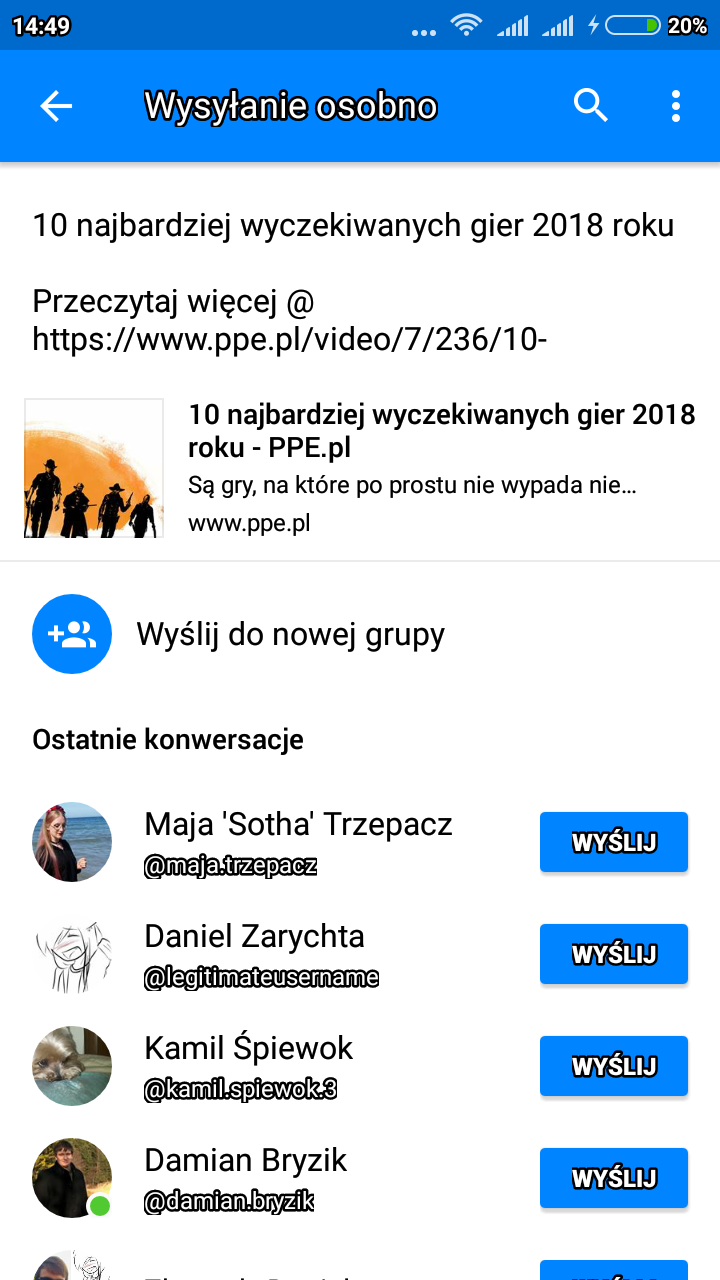 14:49
20%
Wysyłanie osobno
10 najbardziej wyczekiwanych gier 2018 roku
Przeczytaj więcej @
https://www.ppe.pl/video/7/236/10-
10 najbardziej wyczekiwanych gier 2018
roku - PPE.pl
Są gry, na które po prostu nie wypada nie...
www.ppe.pl
Wyślij do nowej grupy
Ostatnie konwersacje
Maja 'Sotha' Trzepacz
@maja.trzepacz
WYŚLIJ
Daniel Zarychta
@legitimateusername
WYŚLIJ
Kamil Śpiewok
@kamil.spiewok.3
WYŚLIJ
Damian Bryzik
@damian.bryzik
WYŚLIJ